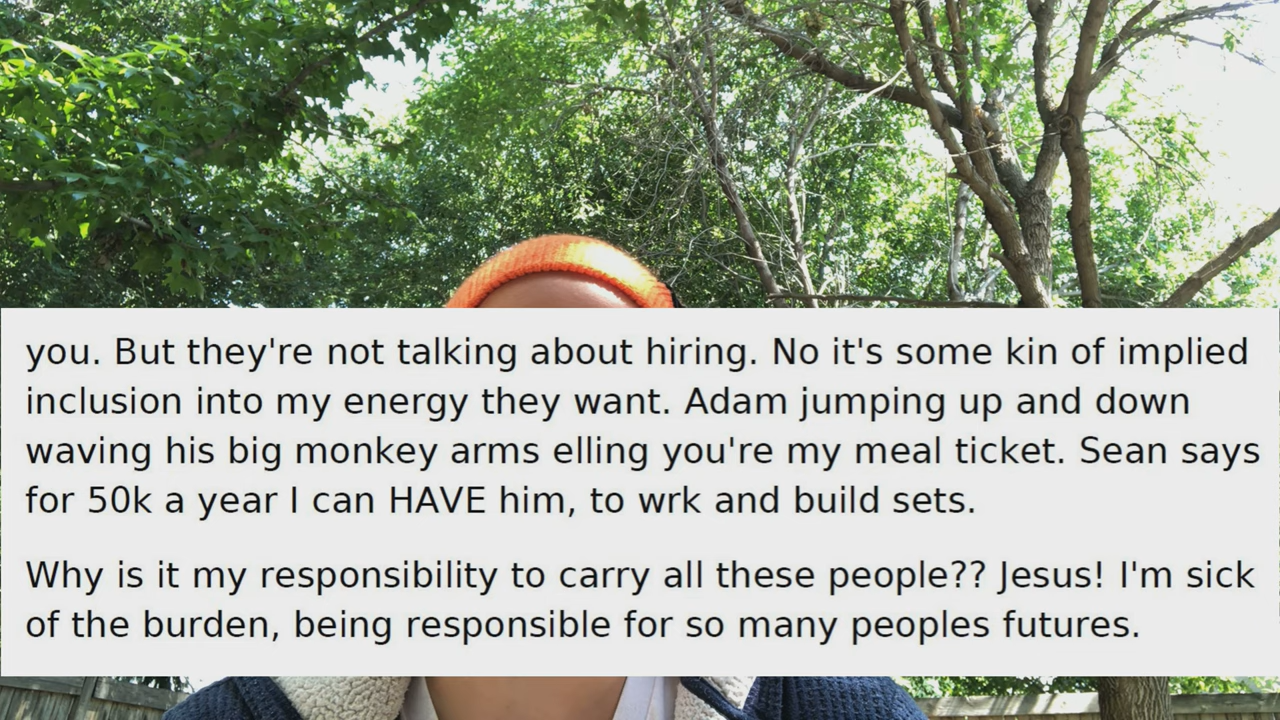 you. But they're not talking about hiring. No it's some kin of implied
inclusion into my energy they want. Adam jumping up and down
waving his big monkey arms elling you're my meal ticket. Sean says
for 50k a year I can HAVE him, to wrk and build sets.
Why is it my responsibility to carry all these people?? Jesus! I'm sick
of the burden, being responsible for so many peoples futures.